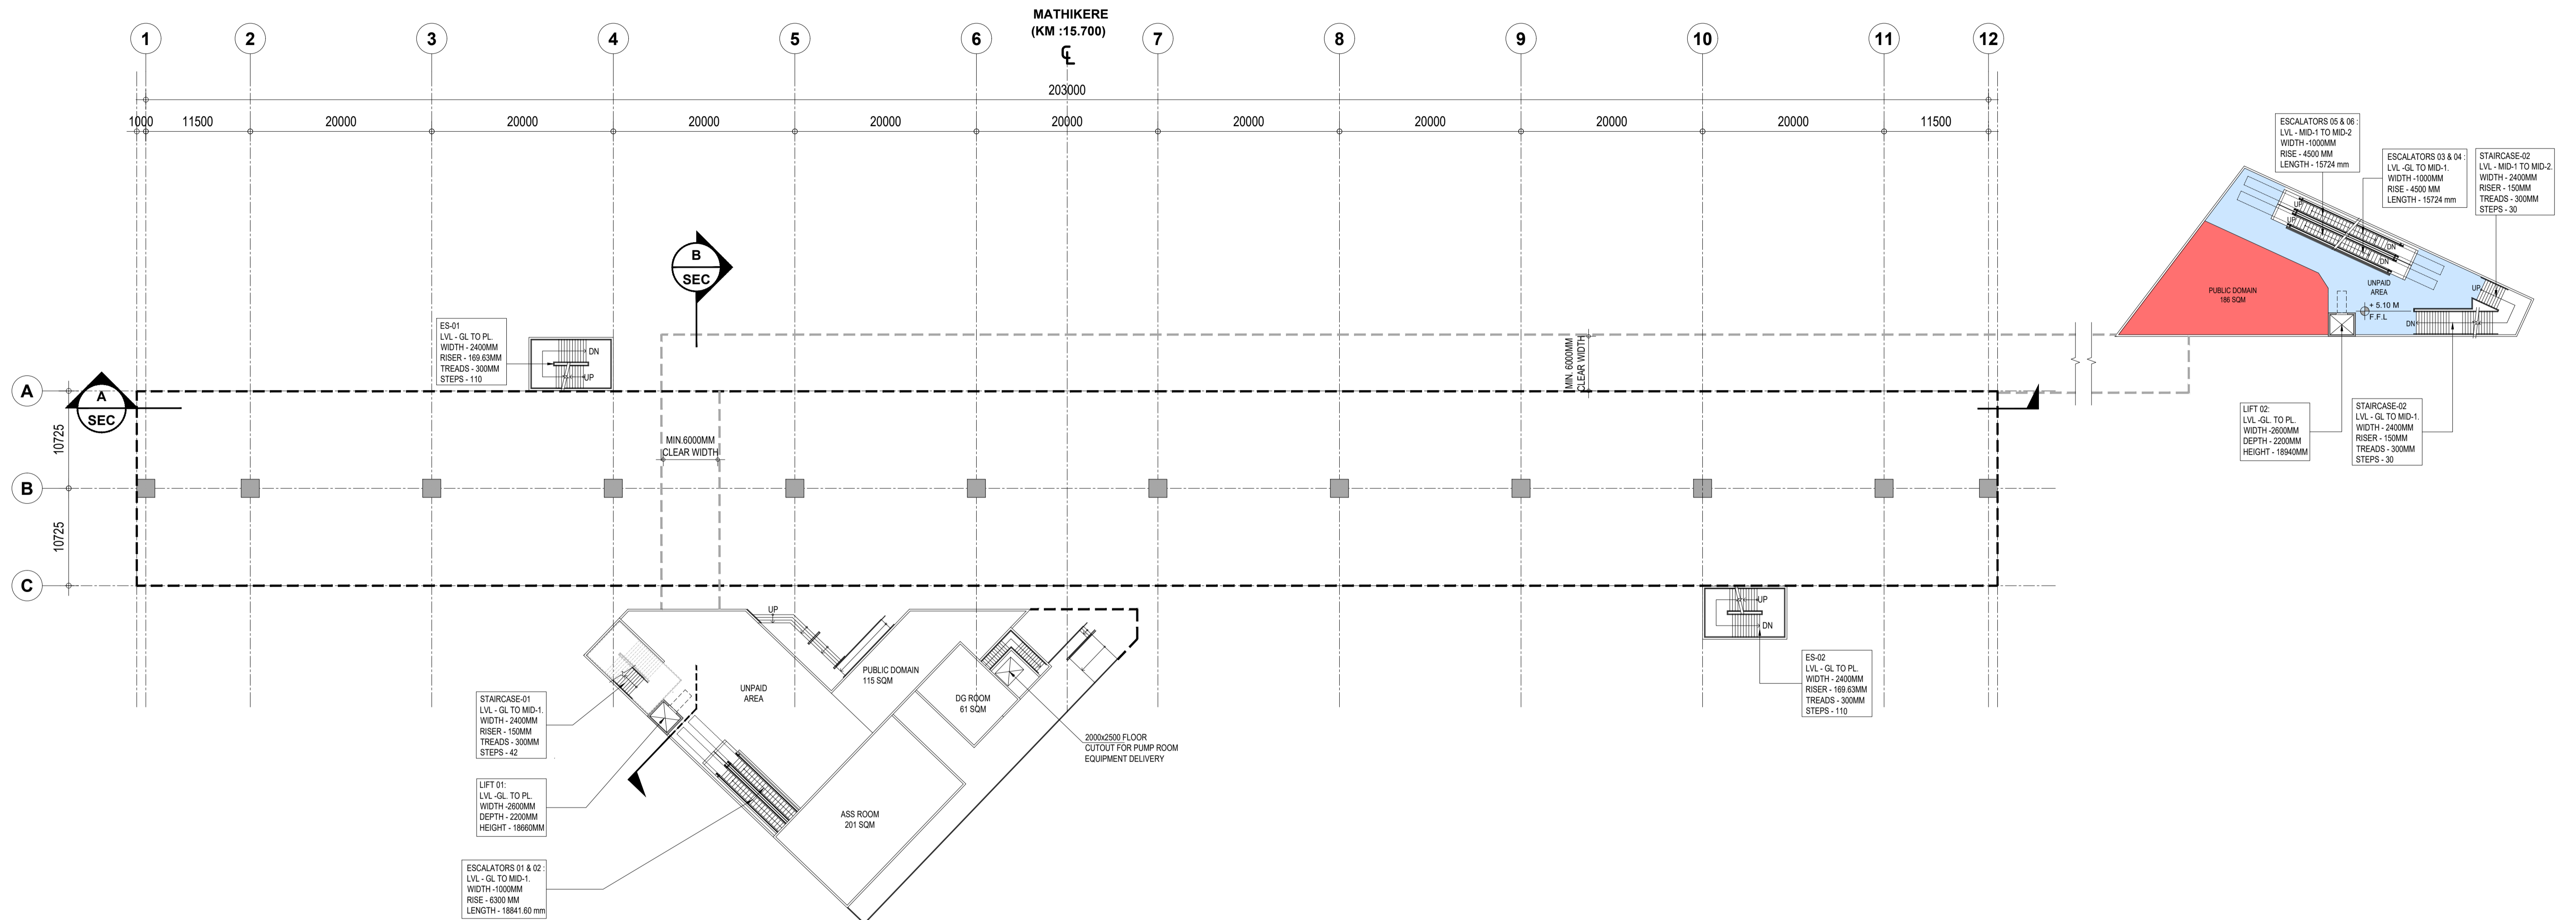 MATHIKERE
(KM :15.700)
1
2
3
4
5
6
7
8
9
10
11
12
203000
1000
11500
20000
20000
20000
20000
20000
20000
20000
20000
20000
11500
ESCALATORS 05 & 06 :
LVL - MID-1 TO MID-2
WIDTH -1000MM
RISE - 4500 MM
LENGTH - 15724 mm
ESCALATORS 03 & 04 :
LVL -GL TO MID-1.
WIDTH -1000MM
RISE - 4500 MM
LENGTH - 15724 mm
STAIRCASE-02
LVL - MID-1 TO MID-2.
WIDTH - 2400MM
RISER - 150MM
TREADS - 300MM
STEPS - 30
UP
UP
DN
DN
PUBLIC DOMAIN
186 SQM
UNPAID
AREA
+ 5.10 M
F.F.L
UP
DN
B
SEC
ES-01
LVL - GL TO PL.
WIDTH - 2400MM
RISER - 169.63MM
TREADS - 300MM
STEPS - 110
DN
UP
MIN. 6000MM
CLEAR WIDTH
A
A
SEC
10725
MIN.6000MM
CLEAR WIDTH
LIFT 02:
LVL -GL. TO PL.
WIDTH -2600MM
DEPTH - 2200MM
HEIGHT - 18940MM
STAIRCASE-02
LVL - GL TO MID-1.
WIDTH - 2400MM
RISER - 150MM
TREADS - 300MM
STEPS - 30
B
10725
C
UP
UP
DN
STAIRCASE-01
LVL - GL TO MID-1.
WIDTH - 2400MM
RISER - 150MM
TREADS - 300MM
STEPS - 42
UNPAID
AREA
PUBLIC DOMAIN
115 SQM
DG ROOM
61 SQM
ES-02
LVL - GL TO PL.
WIDTH - 2400MM
RISER - 169.63MM
TREADS - 300MM
STEPS - 110
2000x2500 FLOOR
CUTOUT FOR PUMP ROOM
EQUIPMENT DELIVERY
LIFT 01:
LVL -GL. TO PL.
WIDTH -2600MM
DEPTH - 2200MM
HEIGHT - 18660MM
ASS ROOM
201 SQM
ESCALATORS 01 & 02 :
LVL - GL TO MID-1.
WIDTH -1000MM
RISE - 6300 MM
LENGTH - 18841.60 mm